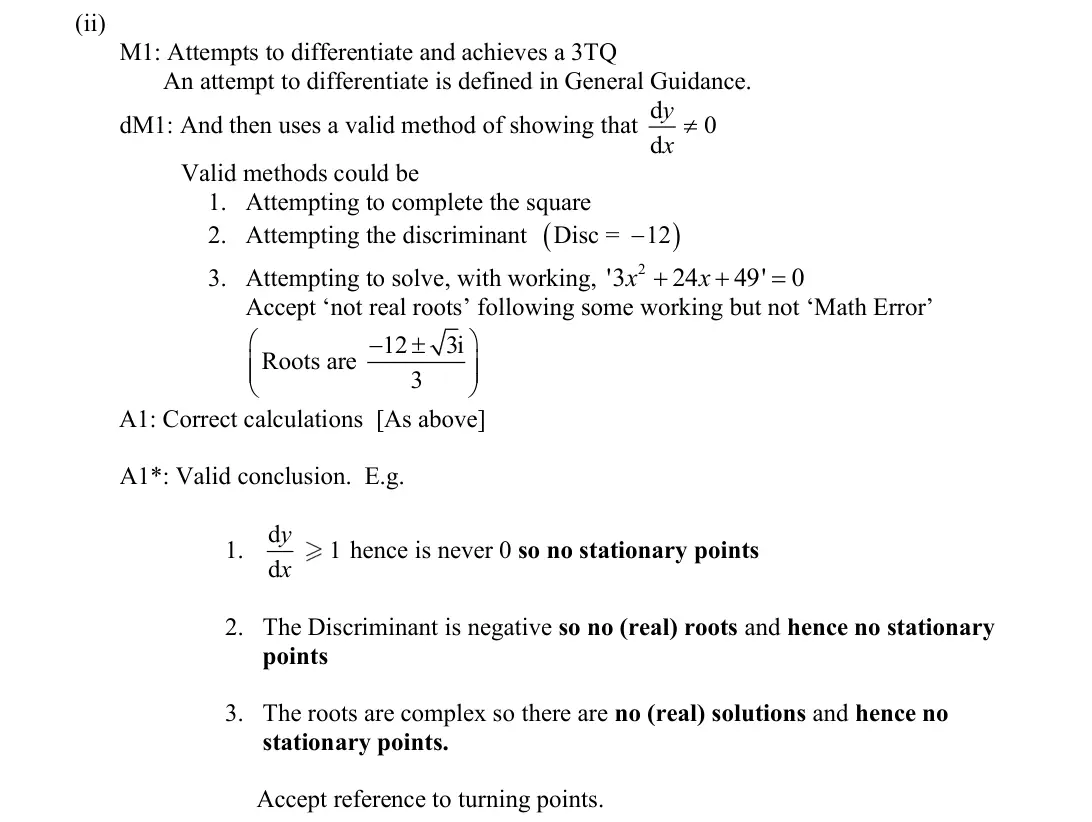 (ii)
M1: Attempts to differentiate and achieves a 3TQ
An attempt to differentiate is defined in General Guidance.
dM1: And then uses a valid method of showing that dy/dx ≠ 0
Valid methods could be
1. Attempting to complete the square
2. Attempting the discriminant (Disc = −12)
3. Attempting to solve, with working, '3x² + 24x + 49' = 0
Accept ‘not real roots’ following some working but not ‘Math Error’
(Roots are (−12 ± √3i)/3)
A1: Correct calculations [As above]
A1*: Valid conclusion. E.g.
1. dy/dx ⩾ 1 hence is never 0 so no stationary points
2. The Discriminant is negative so no (real) roots and hence no stationary
points
3. The roots are complex so there are no (real) solutions and hence no
stationary points.
Accept reference to turning points.